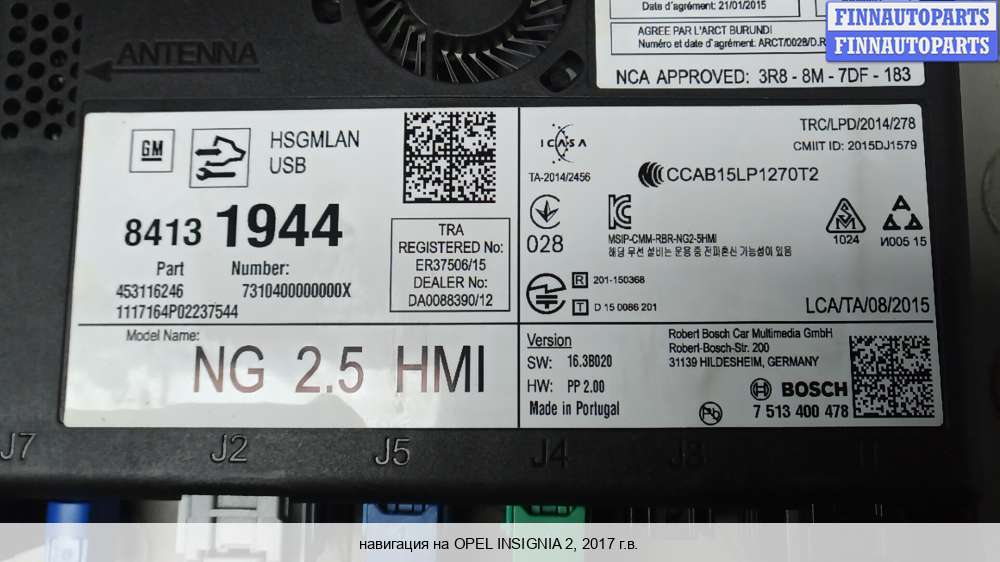 Date d'agrément: 21/01/2015
AGREE PAR L'ARCT BURUNDI
Numéro et date d'agrément: ARCT/0028/D.R
NCA APPROVED: 3R8 - 8M - 7DF - 183
FINNAUTOPARTS
FINNAUTOPARTS
ANTENNA
GM
HSGMLAN
USB
8413 1944
Part Number:
453116246 7310400000000X
1117164P02237544
TRA
REGISTERED No:
ER37506/15
DEALER No:
DA0088390/12
Model Name:
NG 2.5 HMI
ICASA
TA-2014/2456
TRC/LPD/2014/278
CMIIT ID: 2015DJ1579
CCAB15LP1270T2
028
MSIP-CMM-RBR-NG2-5HMI
해당 무선 설비는 운용 중 전파혼신 가능성이 있음
1024
И005 15
R 201-150368
T D 15 0086 201
LCA/TA/08/2015
Version
SW: 16.3B020
HW: PP 2.00
Made in Portugal
Robert Bosch Car Multimedia GmbH
Robert-Bosch-Str. 200
31139 HILDESHEIM, GERMANY
BOSCH
7 513 400 478
J7 J2 J5 J4 J3
навигация на OPEL INSIGNIA 2, 2017 г.в.